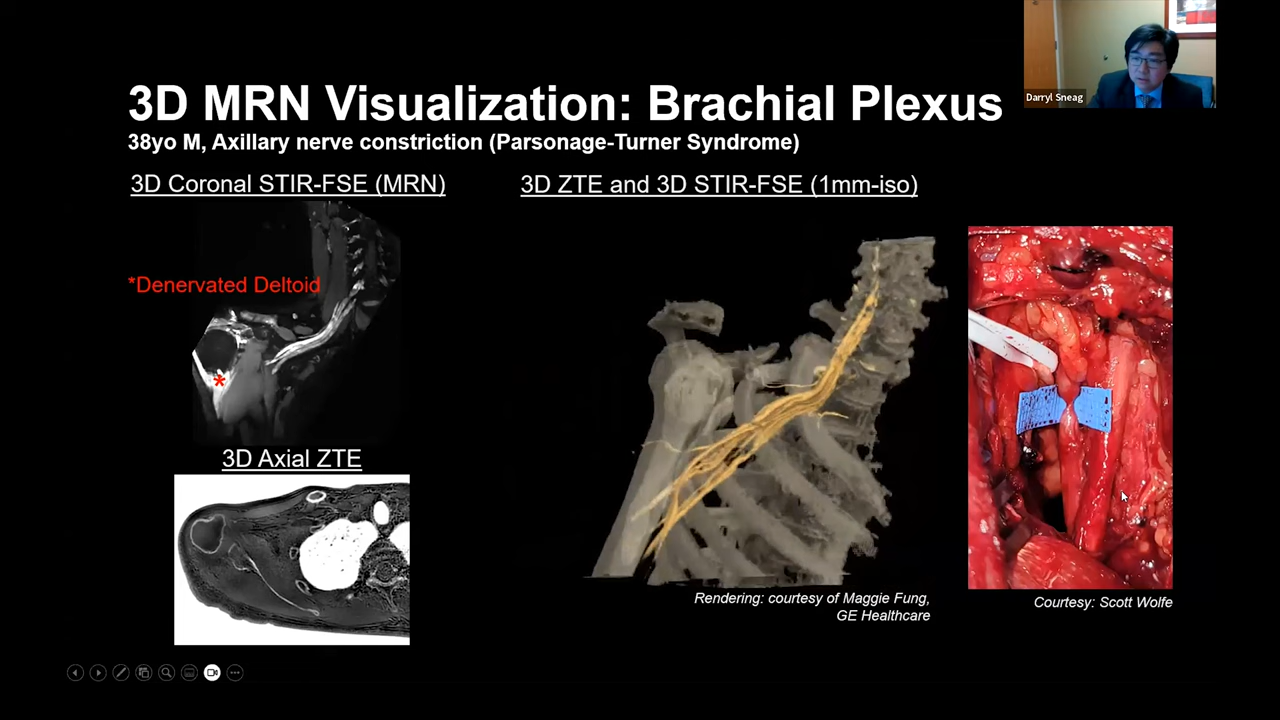 3D MRN Visualization: Brachial Plexus
Darryl Sneag
38yo M, Axillary nerve constriction (Parsonage-Turner Syndrome)
3D Coronal STIR-FSE (MRN)
3D ZTE and 3D STIR-FSE (1mm-iso)
*Denervated Deltoid
*
3D Axial ZTE
Rendering: courtesy of Maggie Fung,
GE Healthcare
Courtesy: Scott Wolfe